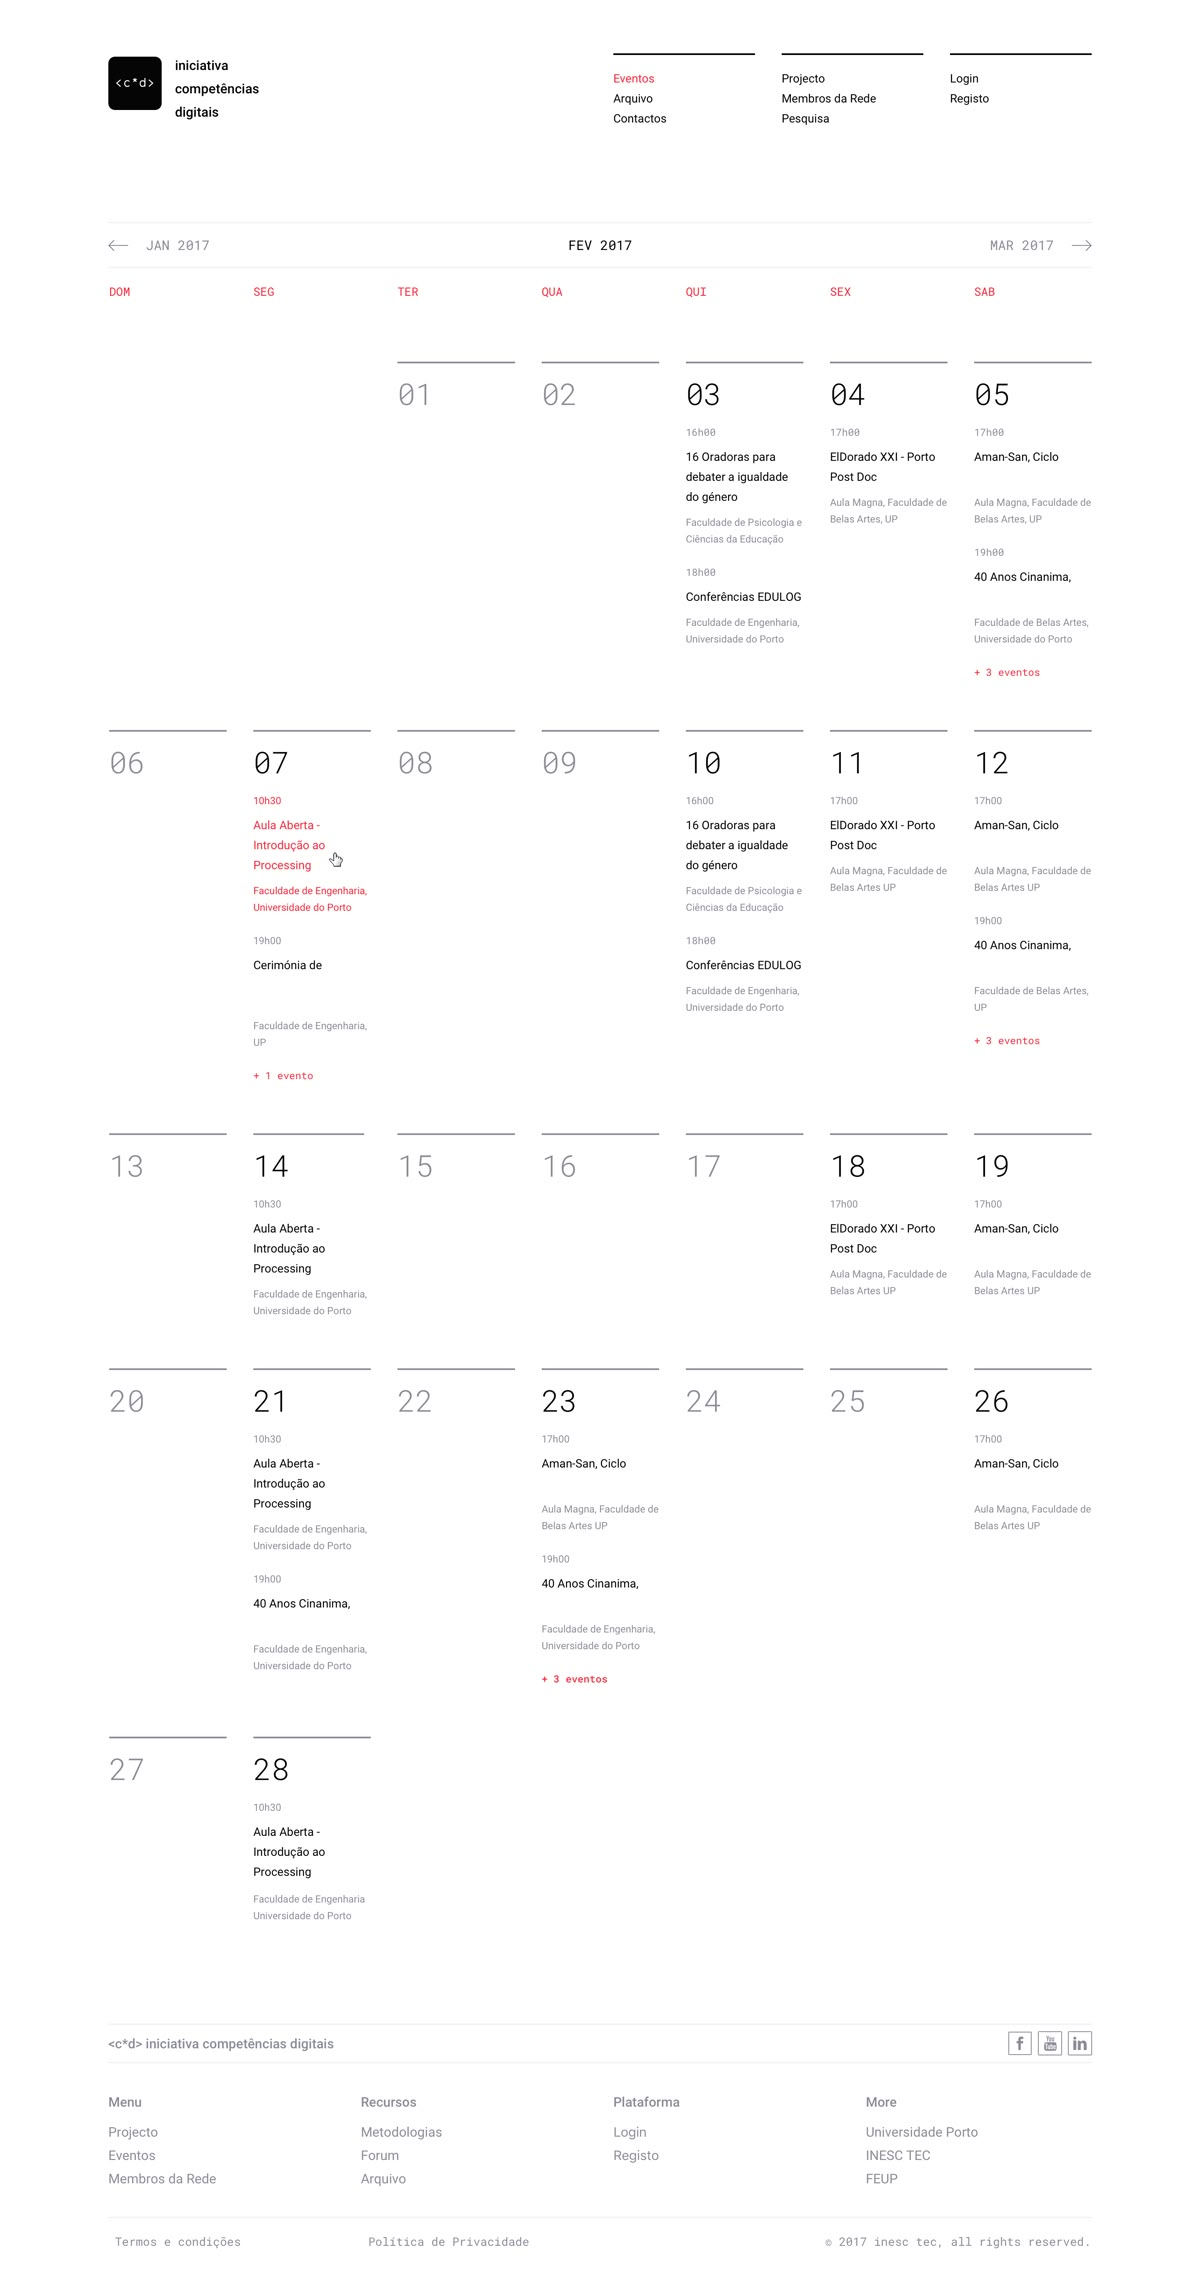 <c*d>
iniciativa
competências
digitais
Eventos
Arquivo
Contactos
Projecto
Membros da Rede
Pesquisa
Login
Registo
JAN 2017
FEV 2017
MAR 2017
DOM
SEG
TER
QUA
QUI
SEX
SAB
01
02
03
16h00
16 Oradoras para
debater a igualdade
do género
Faculdade de Psicologia e
Ciências da Educação
18h00
Conferências EDULOG
Faculdade de Engenharia,
Universidade do Porto
04
17h00
ElDorado XXI - Porto
Post Doc
Aula Magna, Faculdade de
Belas Artes, UP
05
17h00
Aman-San, Ciclo
Aula Magna, Faculdade de
Belas Artes, UP
19h00
40 Anos Cinanima,
Faculdade de Belas Artes,
Universidade do Porto
+ 3 eventos
06
07
10h30
Aula Aberta -
Introdução ao
Processing
Faculdade de Engenharia,
Universidade do Porto
19h00
Cerimónia de
Faculdade de Engenharia,
UP
+ 1 evento
08
09
10
16h00
16 Oradoras para
debater a igualdade
do género
Faculdade de Psicologia e
Ciências da Educação
18h00
Conferências EDULOG
Faculdade de Engenharia,
Universidade do Porto
11
17h00
ElDorado XXI - Porto
Post Doc
Aula Magna, Faculdade de
Belas Artes UP
12
17h00
Aman-San, Ciclo
Aula Magna, Faculdade de
Belas Artes UP
19h00
40 Anos Cinanima,
Faculdade de Belas Artes,
UP
+ 3 eventos
13
14
10h30
Aula Aberta -
Introdução ao
Processing
Faculdade de Engenharia,
Universidade do Porto
15
16
17
18
17h00
ElDorado XXI - Porto
Post Doc
Aula Magna, Faculdade de
Belas Artes UP
19
17h00
Aman-San, Ciclo
Aula Magna, Faculdade de
Belas Artes UP
20
21
10h30
Aula Aberta -
Introdução ao
Processing
Faculdade de Engenharia,
Universidade do Porto
19h00
40 Anos Cinanima,
Faculdade de Engenharia,
Universidade do Porto
22
23
17h00
Aman-San, Ciclo
Aula Magna, Faculdade de
Belas Artes UP
19h00
40 Anos Cinanima,
Faculdade de Engenharia,
Universidade do Porto
+ 3 eventos
24
25
26
17h00
Aman-San, Ciclo
Aula Magna, Faculdade de
Belas Artes UP
27
28
10h30
Aula Aberta -
Introdução ao
Processing
Faculdade de Engenharia
Universidade do Porto
<c*d> iniciativa competências digitais
f
You
Tube
in
Menu
Projecto
Eventos
Membros da Rede
Recursos
Metodologias
Forum
Arquivo
Plataforma
Login
Registo
More
Universidade Porto
INESC TEC
FEUP
Termos e condições
Política de Privacidade
© 2017 inesc tec, all rights reserved.